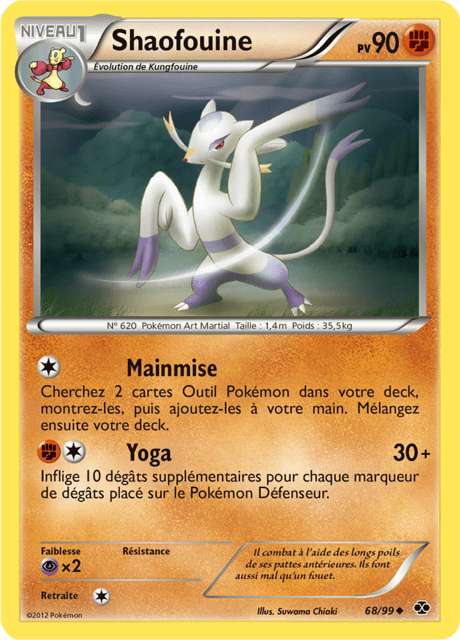 NIVEAU 1
Shaofouine
PV 90
Évolution de Kungfouine
N° 620 Pokémon Art Martial Taille : 1,4m Poids : 35,5kg
Mainmise
Cherchez 2 cartes Outil Pokémon dans votre deck,
montrez-les, puis ajoutez-les à votre main. Mélangez
ensuite votre deck.
Yoga 30+
Inflige 10 dégâts supplémentaires pour chaque marqueur
de dégâts placé sur le Pokémon Défenseur.
Faiblesse Résistance
×2
Retraite
Il combat à l'aide des longs poils
de ses pattes antérieures. Ils font
aussi mal qu'un fouet.
©2012 Pokémon
Illus. Suwama Chiaki
68/99